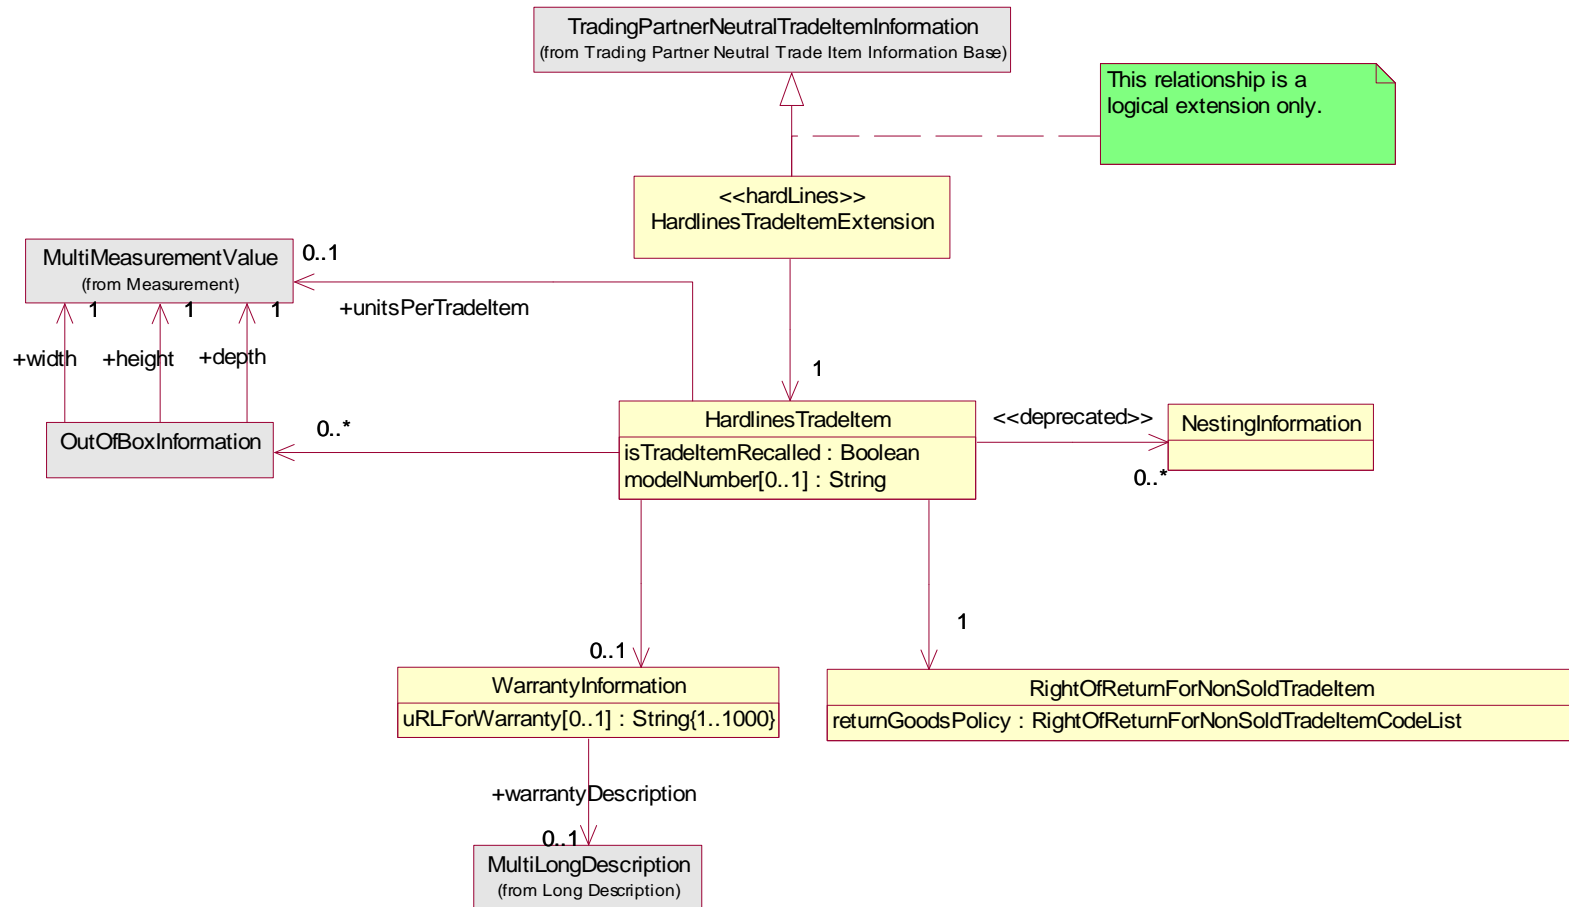 TradingPartnerNeutralTradeItemInformation
(from Trading Partner Neutral Trade Item Information Base)
This relationship is a
logical extension only.
<<hardLines>>
HardlinesTradeItemExtension
MultiMeasurementValue
(from Measurement)
0..1
+unitsPerTradeItem
1
1
1
+width
+height
+depth
1
OutOfBoxInformation
0..*
HardlinesTradeItem
isTradeItemRecalled : Boolean
modelNumber[0..1] : String
<<deprecated>>
NestingInformation
0..*
0..1
1
WarrantyInformation
uRLForWarranty[0..1] : String{1..1000}
RightOfReturnForNonSoldTradeItem
returnGoodsPolicy : RightOfReturnForNonSoldTradeItemCodeList
+warrantyDescription
0..1
MultiLongDescription
(from Long Description)